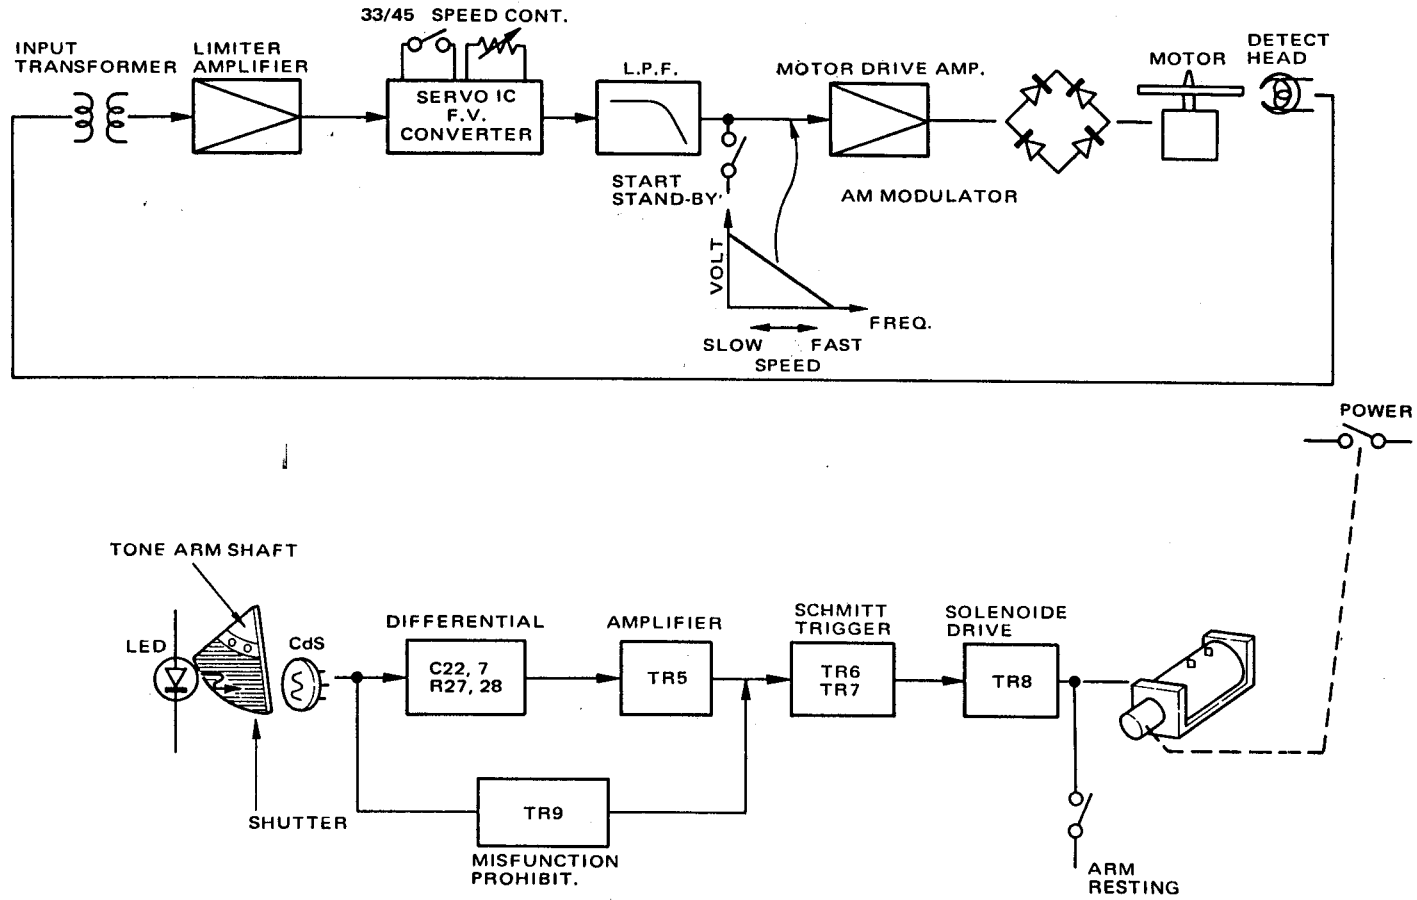 33/45 SPEED CONT.
INPUT
TRANSFORMER
LIMITER
AMPLIFIER
SERVO IC
F.V.
CONVERTER
L.P.F.
MOTOR DRIVE AMP.
MOTOR
DETECT
HEAD
START
STAND-BY
AM MODULATOR
VOLT
FREQ.
SLOW FAST
SPEED
POWER
TONE ARM SHAFT
LED
CdS
SHUTTER
DIFFERENTIAL
C22, 7
R27, 28
AMPLIFIER
TR5
SCHMITT
TRIGGER
TR6
TR7
SOLENOIDE
DRIVE
TR8
TR9
MISFUNCTION
PROHIBIT.
ARM
RESTING